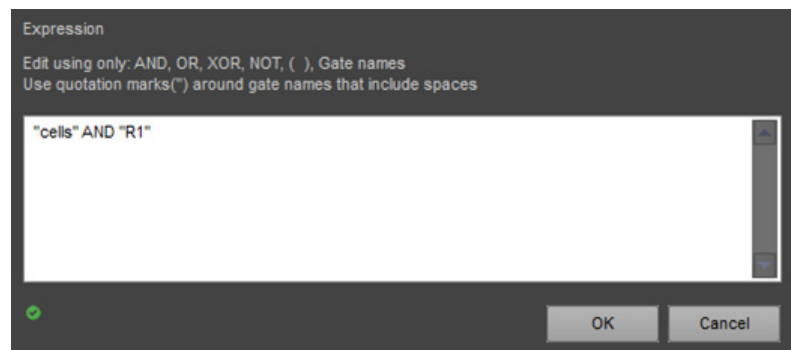 Expression
Edit using only: AND, OR, XOR, NOT, ( ), Gate names
Use quotation marks(") around gate names that include spaces
"cells" AND "R1"
OK
Cancel